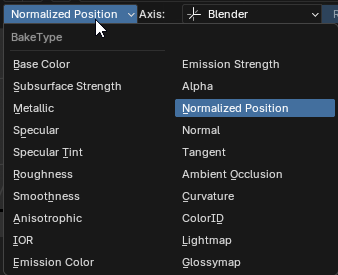 Normalized Position Axis: Blender R
BakeType
Base Color
Subsurface Strength
Metallic
Specular
Specular Tint
Roughness
Smoothness
Anisotropic
IOR
Emission Color
Emission Strength
Alpha
Normalized Position
Normal
Tangent
Ambient Occlusion
Curvature
ColorID
Lightmap
Glossymap